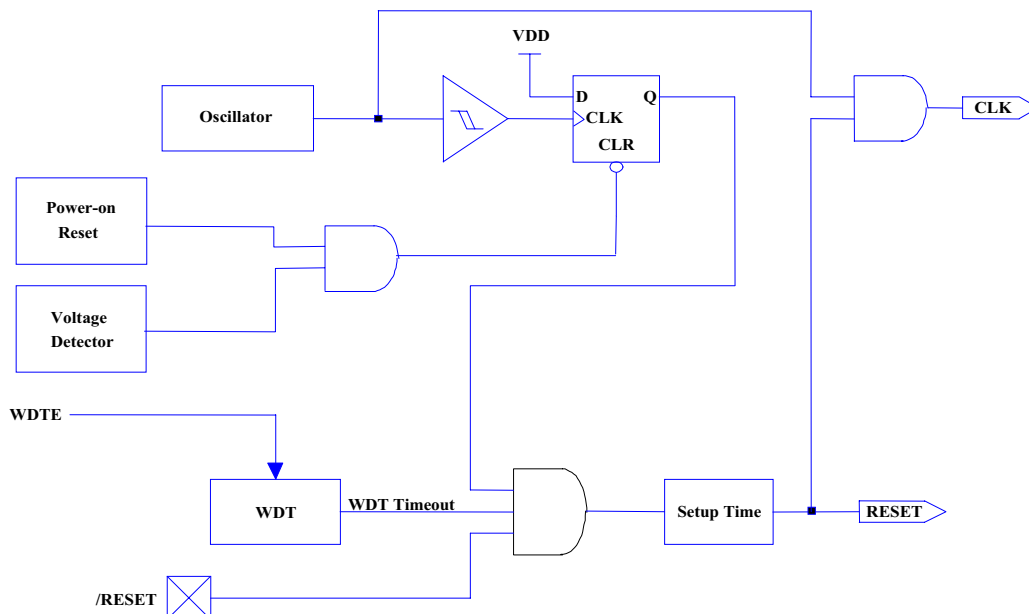 VDD
D
Q
Oscillator
CLK
CLK
CLR
Power-on
Reset
Voltage
Detector
WDTE
WDT
WDT Timeout
Setup Time
RESET
/RESET